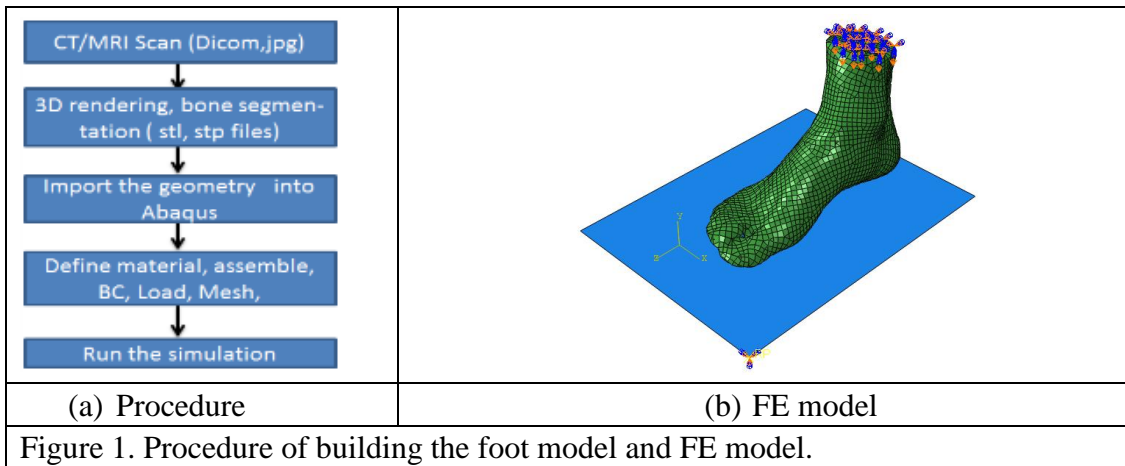 CT/MRI Scan (Dicom,jpg)
3D rendering, bone segmen-
tation ( stl, stp files)
Import the geometry into
Abaqus
Define material, assemble,
BC, Load, Mesh,
Run the simulation
Y
Z
X
(a) Procedure
(b) FE model
Figure 1. Procedure of building the foot model and FE model.